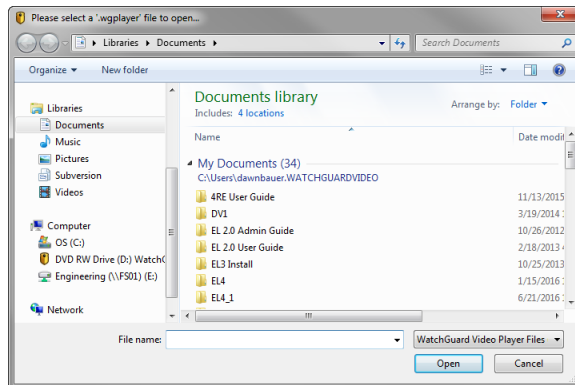 Please select a '.wgplayer' file to open...
Libraries Documents
Search Documents
Organize New folder
Libraries
Documents
Music
Pictures
Subversion
Videos
Computer
OS (C:)
DVD RW Drive (D:) Watch
Engineering (\\FS01) (E:)
Network
Documents library
Includes: 4 locations
Arrange by: Folder
Name Date modif
My Documents (34)
C:\Users\dawnbauer.WATCHGUARDVIDEO
4RE User Guide 11/13/2015
DV1 3/19/2014
EL 2.0 Admin Guide 10/26/2012
EL 2.0 User Guide 2/18/2013
EL3 Install 10/25/2013
EL4 1/15/2016
EL4_1 6/21/2016
File name: WatchGuard Video Player Files
Open Cancel